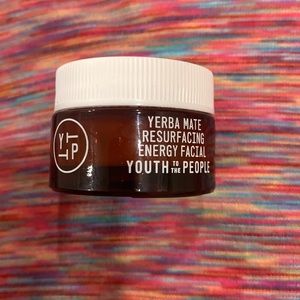 Y T
T P
YERBA MATE
RESURFACING
ENERGY FACIAL
YOUTH TO THE PEOPLE